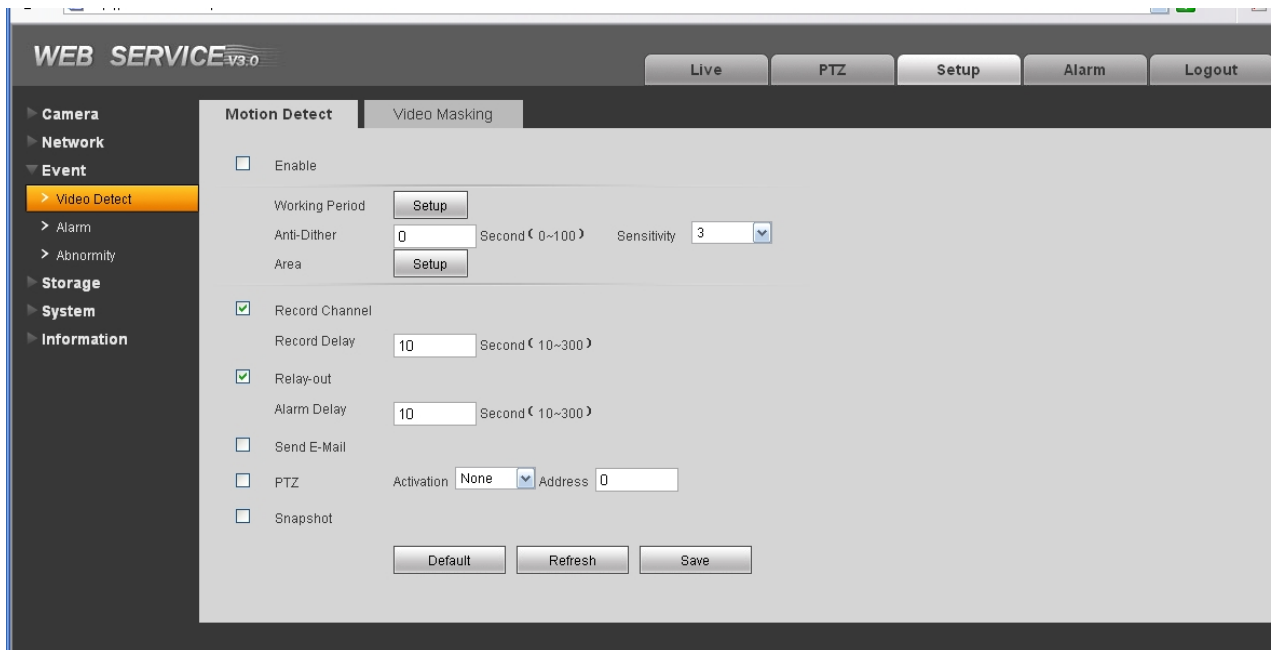 WEB SERVICE V3.0
Live PTZ Setup Alarm Logout
Camera
Network
Event
> Video Detect
> Alarm
> Abnormity
Storage
System
Information
Motion Detect Video Masking
Enable
Working Period Setup
Anti-Dither 0 Second ( 0~100 ) Sensitivity 3
Area Setup
Record Channel
Record Delay 10 Second ( 10~300 )
Relay-out
Alarm Delay 10 Second ( 10~300 )
Send E-Mail
PTZ Activation None Address 0
Snapshot
Default Refresh Save